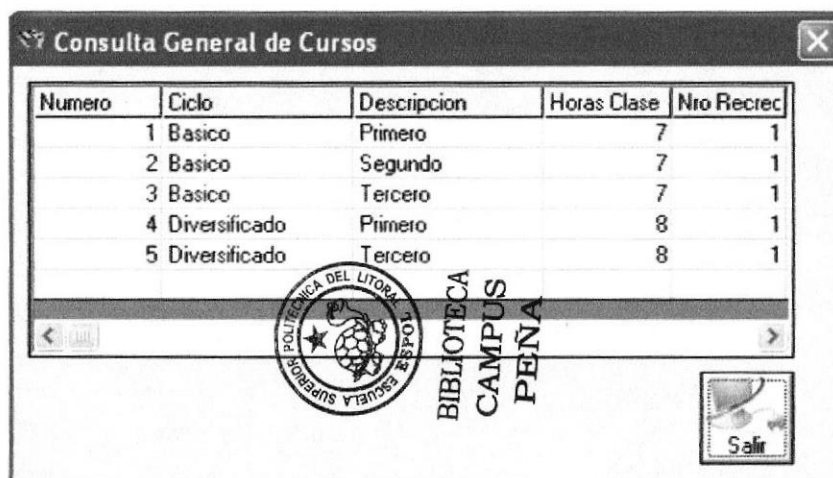 Consulta General de Cursos
Numero Ciclo Descripcion Horas Clase Nro Recrec
1 Basico Primero 7 1
2 Basico Segundo 7 1
3 Basico Tercero 7 1
4 Diversificado Primero 8 1
5 Diversificado Tercero 8 1
ESCUELA SUPERIOR POLITECNICA DEL LITORAL
ESPOL
BIBLIOTECA
CAMPUS
PEÑA
Salir